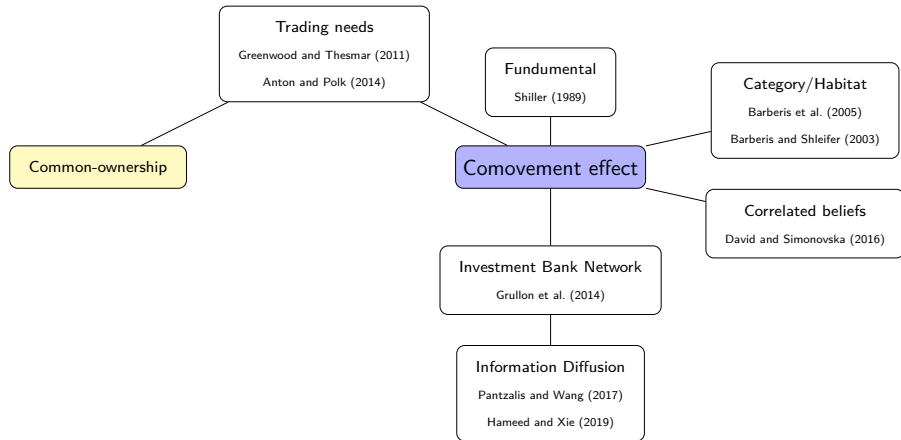 Trading needs
Greenwood and Thesmar (2011)
Anton and Polk (2014)
Fundumental
Shiller (1989)
Category/Habitat
Barberis et al. (2005)
Barberis and Shleifer (2003)
Common-ownership
Comovement effect
Correlated beliefs
David and Simonovska (2016)
Investment Bank Network
Grullon et al. (2014)
Information Diffusion
Pantzalis and Wang (2017)
Hameed and Xie (2019)